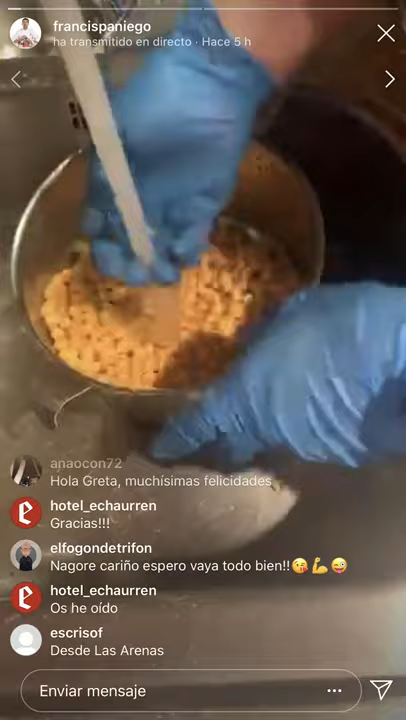 francispaniego
ha transmitido en directo · Hace 5 h
anaocon72
Hola Greta, muchísimas felicidades
hotel_echaurren
Gracias!!!
elfogondetrifon
Nagore cariño espero vaya todo bien!!😘💪😜
hotel_echaurren
Os he oído
escrisof
Desde Las Arenas
Enviar mensaje